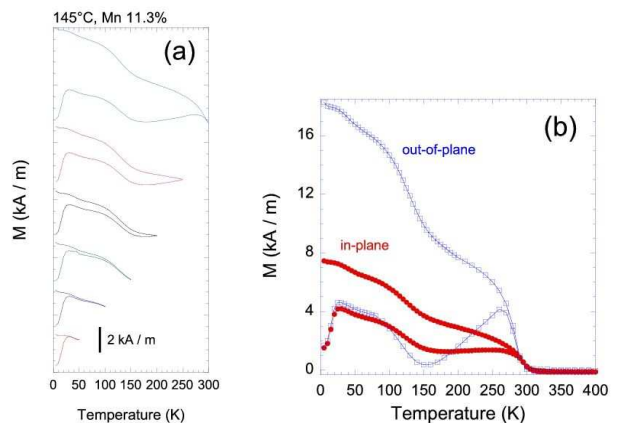 145°C, Mn 11.3%
(a)
M (kA / m)
2 kA / m
0 50 100 150 200 250 300
Temperature (K)
(b)
out-of-plane
in-plane
M (kA / m)
16
12
8
4
0
0 50 100 150 200 250 300 350 400
Temperature (K)